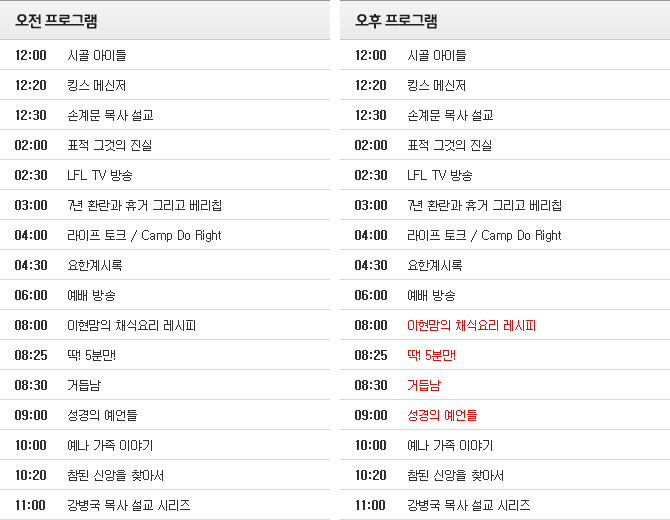 오전 프로그램
12:00 시골 아이들
12:20 킹스 메신저
12:30 손계문 목사 설교
02:00 표적 그것의 진실
02:30 LFL TV 방송
03:00 7년 환란과 휴거 그리고 베리칩
04:00 라이프 토크 / Camp Do Right
04:30 요한계시록
06:00 예배 방송
08:00 이현맘의 채식요리 레시피
08:25 딱! 5분만!
08:30 거듭남
09:00 성경의 예언들
10:00 예나 가족 이야기
10:20 참된 신앙을 찾아서
11:00 강병국 목사 설교 시리즈
오후 프로그램
12:00 시골 아이들
12:20 킹스 메신저
12:30 손계문 목사 설교
02:00 표적 그것의 진실
02:30 LFL TV 방송
03:00 7년 환란과 휴거 그리고 베리칩
04:00 라이프 토크 / Camp Do Right
04:30 요한계시록
06:00 예배 방송
08:00 이현맘의 채식요리 레시피
08:25 딱! 5분만!
08:30 거듭남
09:00 성경의 예언들
10:00 예나 가족 이야기
10:20 참된 신앙을 찾아서
11:00 강병국 목사 설교 시리즈